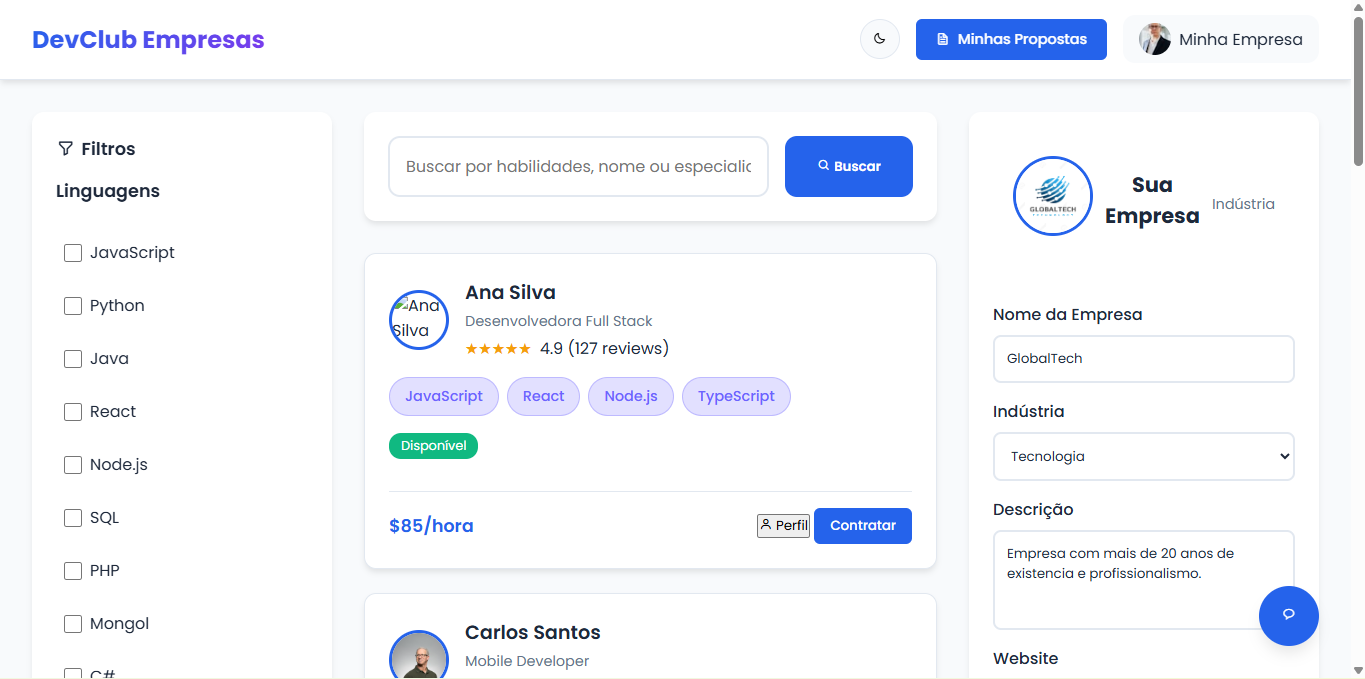 DevClub Empresas
Minhas Propostas
Minha Empresa
Filtros
Linguagens
JavaScript
Python
Java
React
Node.js
SQL
PHP
Mongol
C#
Buscar por habilidades, nome ou especialic
Buscar
Ana Silva
Ana Silva
Desenvolvedora Full Stack
★★★★★ 4.9 (127 reviews)
JavaScript React Node.js TypeScript
Disponível
$85/hora
Perfil
Contratar
Carlos Santos
Mobile Developer
GLOBALTECH
Sua
Empresa
Indústria
Nome da Empresa
GlobalTech
Indústria
Tecnologia
Descrição
Empresa com mais de 20 anos de
existencia e profissionalismo.
Website